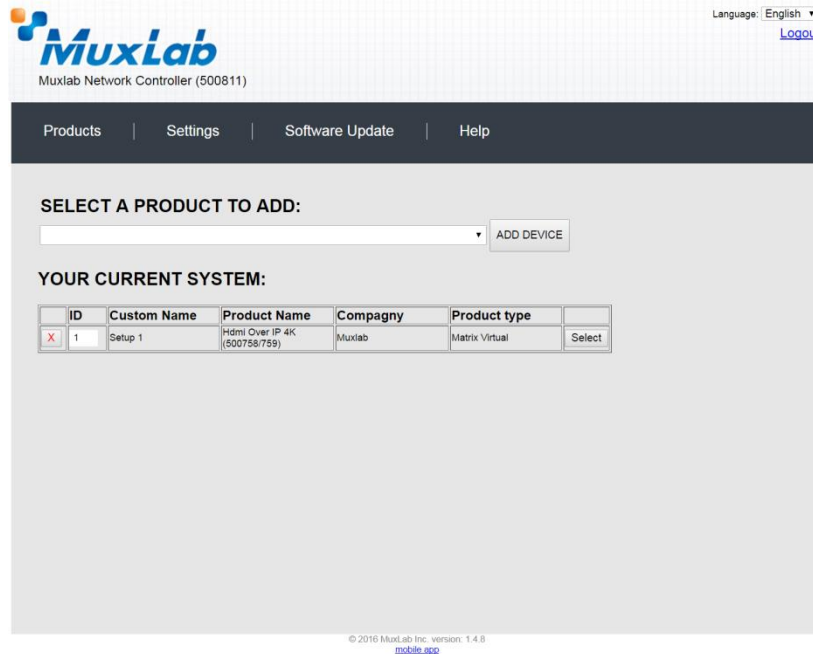 Language: English
Logou
MuxLab
Muxlab Network Controller (500811)
Products | Settings | Software Update | Help
SELECT A PRODUCT TO ADD:
ADD DEVICE
YOUR CURRENT SYSTEM:
ID Custom Name Product Name Compagny Product type
X 1 Setup 1 Hdmi Over IP 4K (500758/759) Muxlab Matrix Virtual Select
© 2016 MuxLab Inc. version: 1.4.8
mobile app